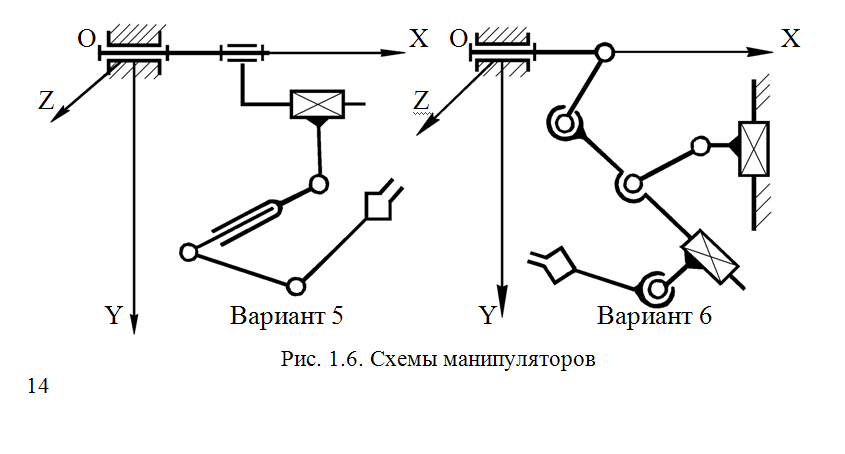 O X O X
Z Z
Y Вариант 5 Y Вариант 6
Рис. 1.6. Схемы манипуляторов
14